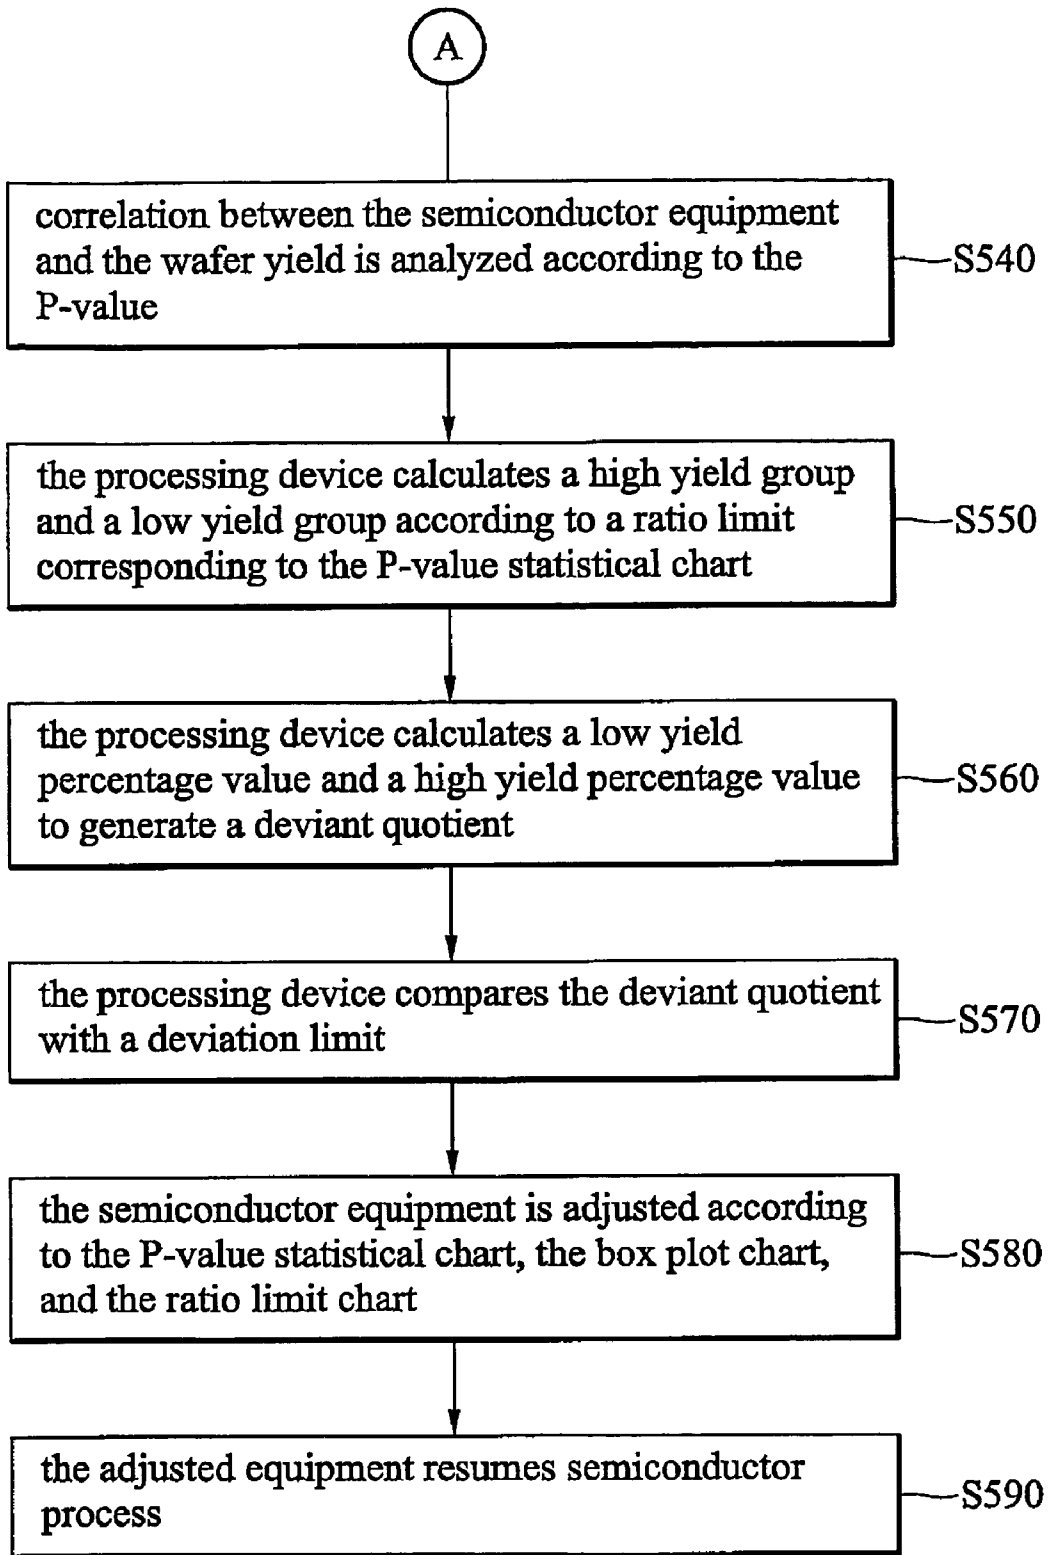 A
correlation between the semiconductor equipment
and the wafer yield is analyzed according to the
P-value
S540
the processing device calculates a high yield group
and a low yield group according to a ratio limit
corresponding to the P-value statistical chart
S550
the processing device calculates a low yield
percentage value and a high yield percentage value
to generate a deviant quotient
S560
the processing device compares the deviant quotient
with a deviation limit
S570
the semiconductor equipment is adjusted according
to the P-value statistical chart, the box plot chart,
and the ratio limit chart
S580
the adjusted equipment resumes semiconductor
process
S590